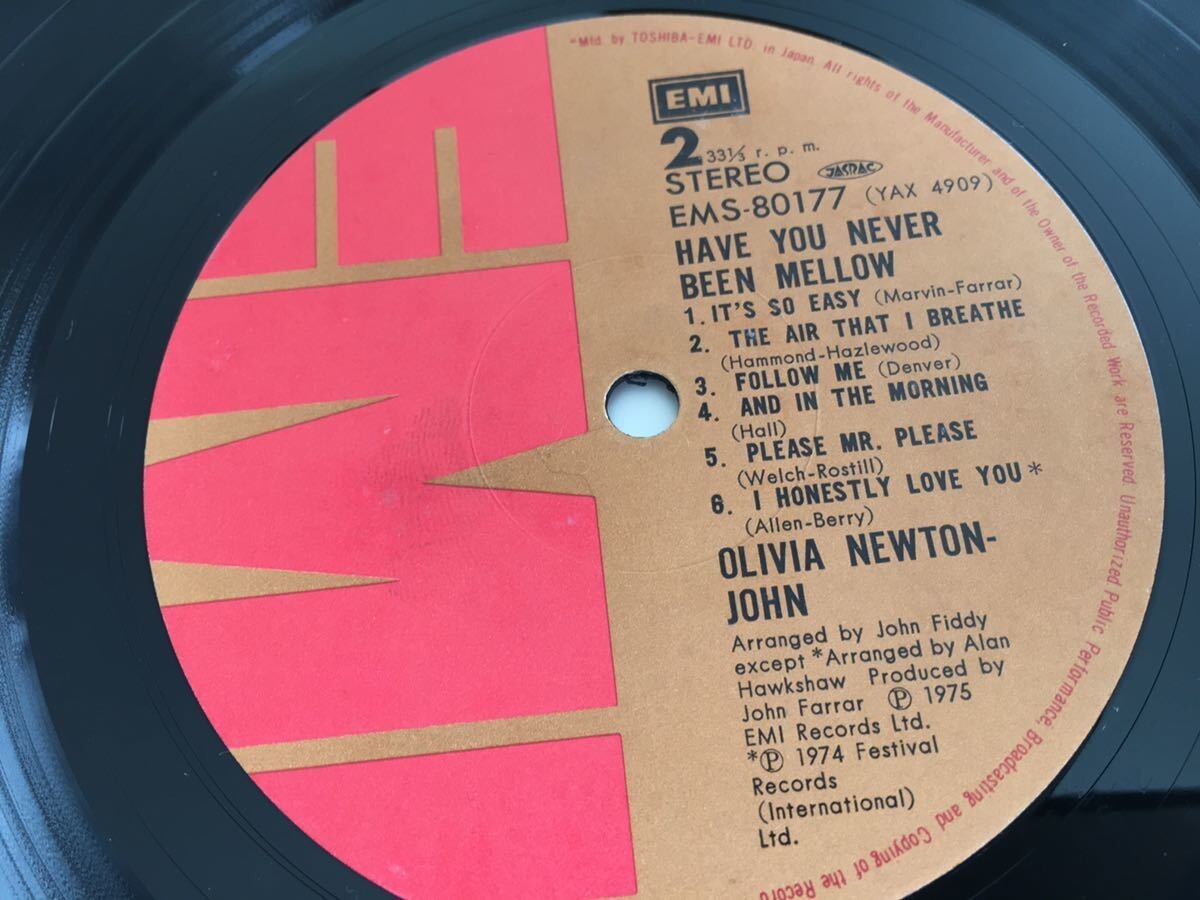 *Mfd. by TOSHIBA-EMI LTD. in Japan. All rights of the Manufacturer and of the Owner of the Recorded Work are Reserved. Unauthorized Public Performance, Broadcasting and Copying of the Record
EMI
2 33⅓ r. p. m.
STEREO JASRAC
EMS-80177 (YAX 4909)
HAVE YOU NEVER
BEEN MELLOW
1. IT'S SO EASY (Marvin-Farrar)
2. THE AIR THAT I BREATHE
(Hammond-Hazlewood)
3. FOLLOW ME (Denver)
4. AND IN THE MORNING
(Hall)
5. PLEASE MR. PLEASE
(Welch-Rostill)
6. I HONESTLY LOVE YOU*
(Allen-Berry)
OLIVIA NEWTON-
JOHN
Arranged by John Fiddy
except *Arranged by Alan
Hawkshaw Produced by
John Farrar Ⓟ 1975
EMI Records Ltd.
*Ⓟ 1974 Festival
Records
(International)
Ltd.
EMI